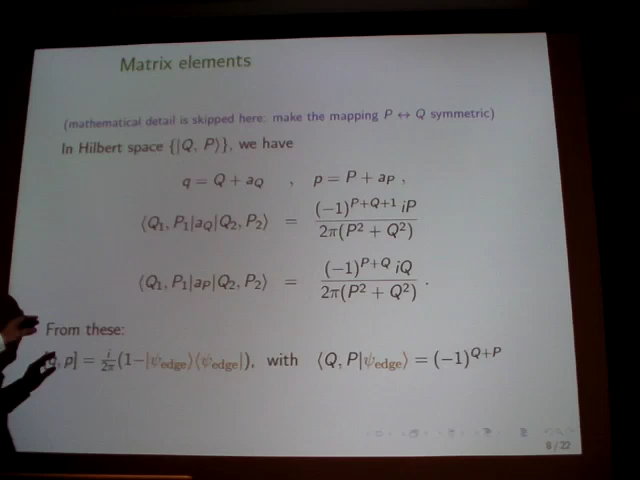 Matrix elements
(mathematical detail is skipped here: make the mapping P ↔ Q symmetric)
In Hilbert space {|Q, P⟩}, we have
q = Q + a_Q , p = P + a_P ,
⟨Q₁, P₁|a_Q|Q₂, P₂⟩ = (−1)^{P+Q+1} iP / 2π(P² + Q²)
⟨Q₁, P₁|a_P|Q₂, P₂⟩ = (−1)^{P+Q} iQ / 2π(P² + Q²) .
From these:
, p] = i/2π (1−|ψ_edge⟩⟨ψ_edge|), with ⟨Q, P|ψ_edge⟩ = (−1)^{Q+P}
8 / 22